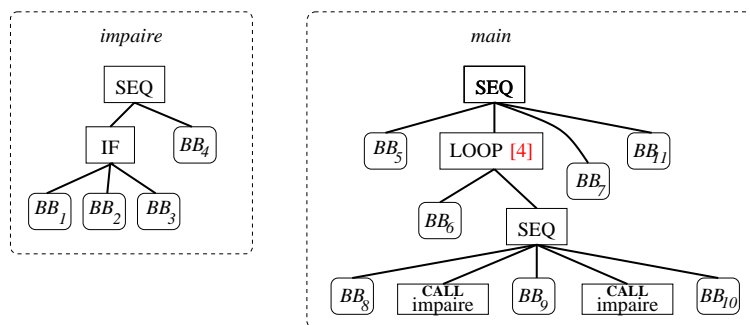 impaire
SEQ
IF
BB4
BB1
BB2
BB3
main
SEQ
BB5
LOOP [4]
BB7
BB11
BB6
SEQ
BB8
CALL
impaire
BB9
CALL
impaire
BB10